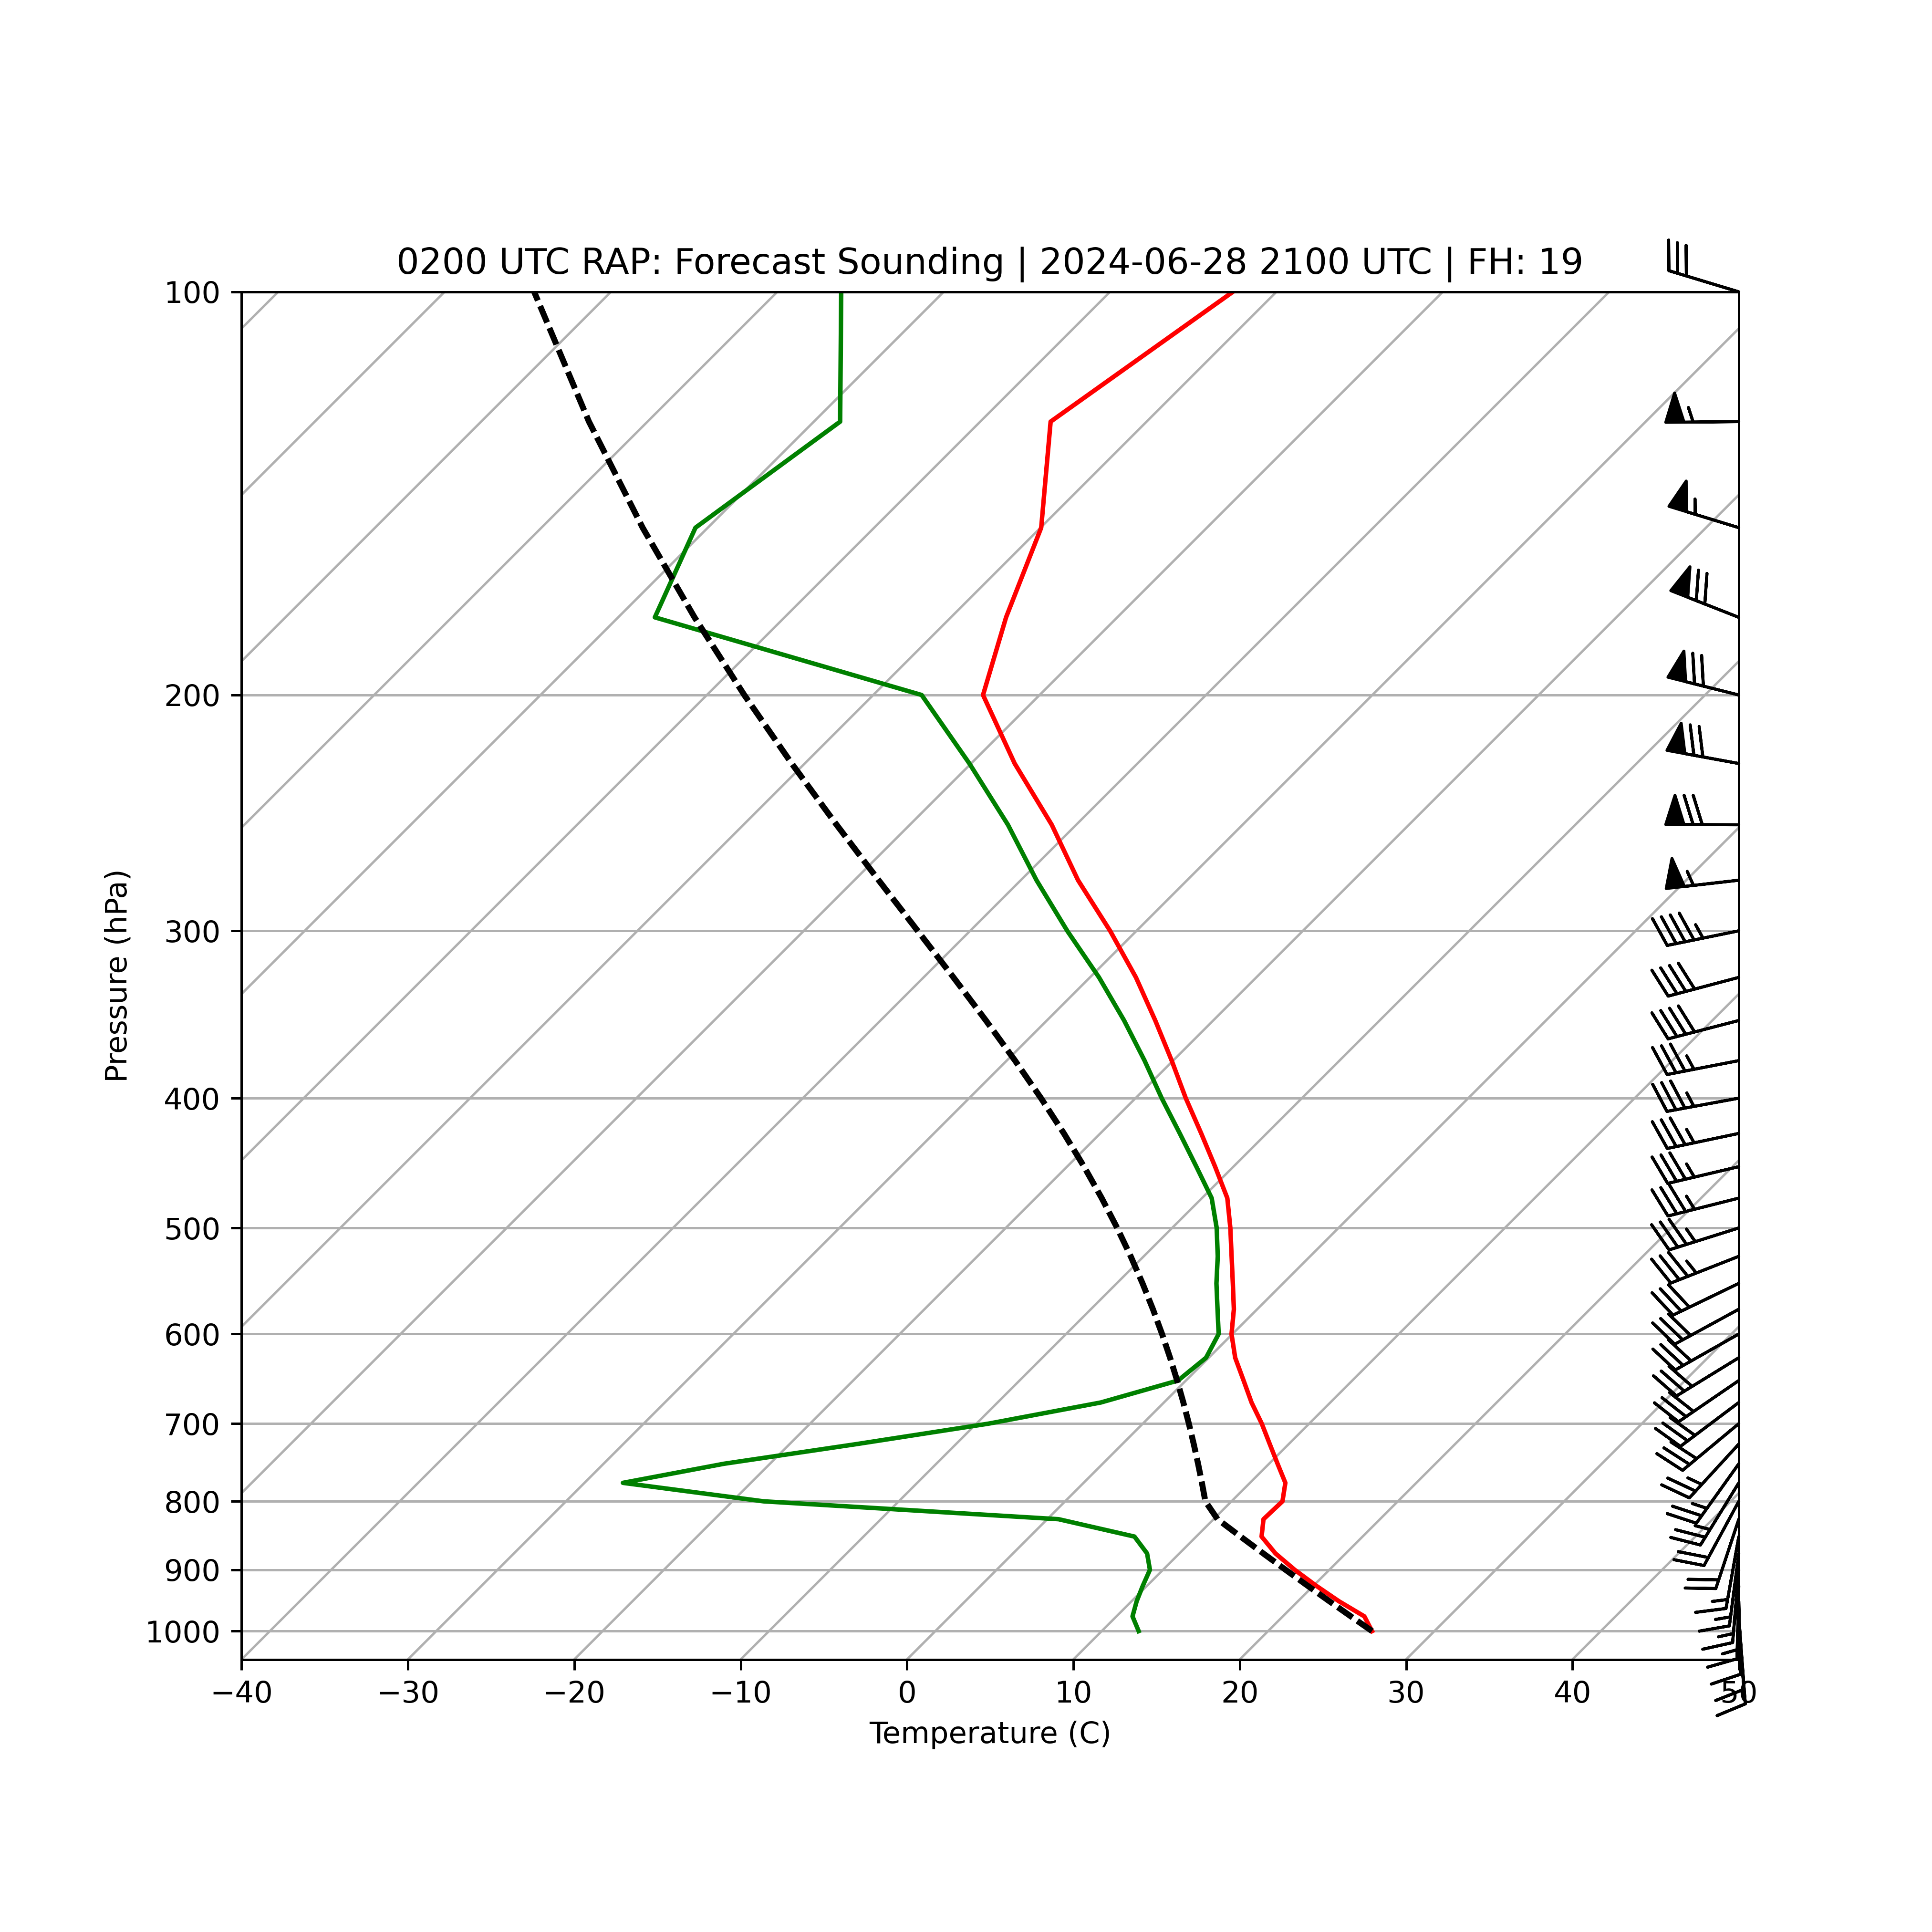 0200 UTC RAP: Forecast Sounding | 2024-06-28 2100 UTC | FH: 19
100
200
300
400
500
600
700
800
900
1000
Pressure (hPa)
−40 −30 −20 −10 0 10 20 30 40 50
Temperature (C)